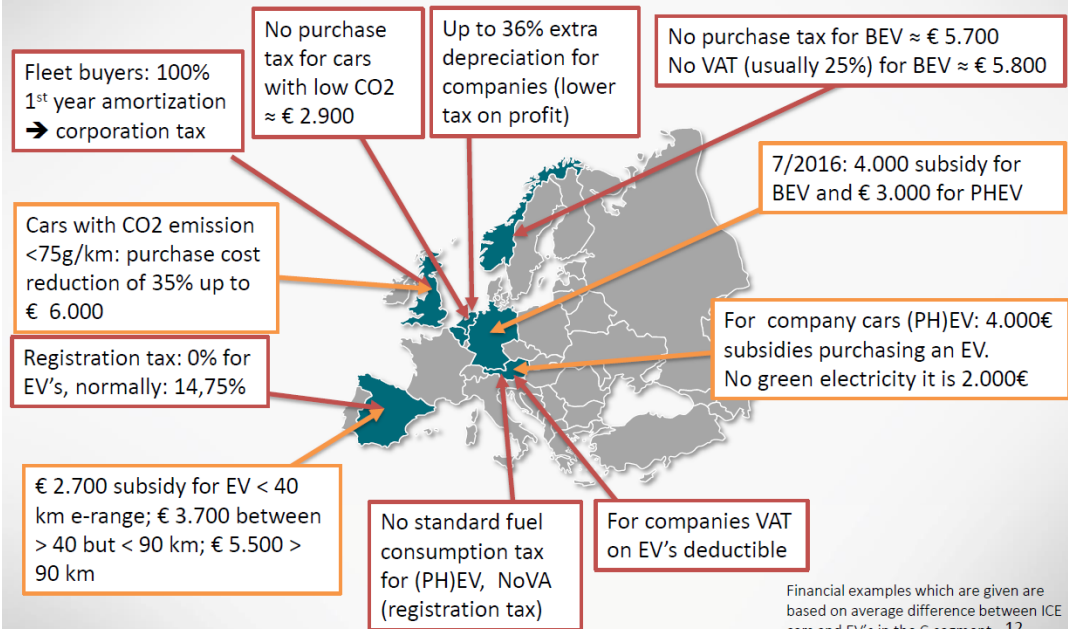 Fleet buyers: 100%
1st year amortization
➔ corporation tax
No purchase
tax for cars
with low CO2
≈ € 2.900
Up to 36% extra
depreciation for
companies (lower
tax on profit)
No purchase tax for BEV ≈ € 5.700
No VAT (usually 25%) for BEV ≈ € 5.800
7/2016: 4.000 subsidy for
BEV and € 3.000 for PHEV
Cars with CO2 emission
<75g/km: purchase cost
reduction of 35% up to
€ 6.000
For company cars (PH)EV: 4.000€
subsidies purchasing an EV.
No green electricity it is 2.000€
Registration tax: 0% for
EV's, normally: 14,75%
€ 2.700 subsidy for EV < 40
km e-range; € 3.700 between
> 40 but < 90 km; € 5.500 >
90 km
No standard fuel
consumption tax
for (PH)EV, NoVA
(registration tax)
For companies VAT
on EV's deductible
Financial examples which are given are
based on average difference between ICE
cars and EV's in the C segment 12